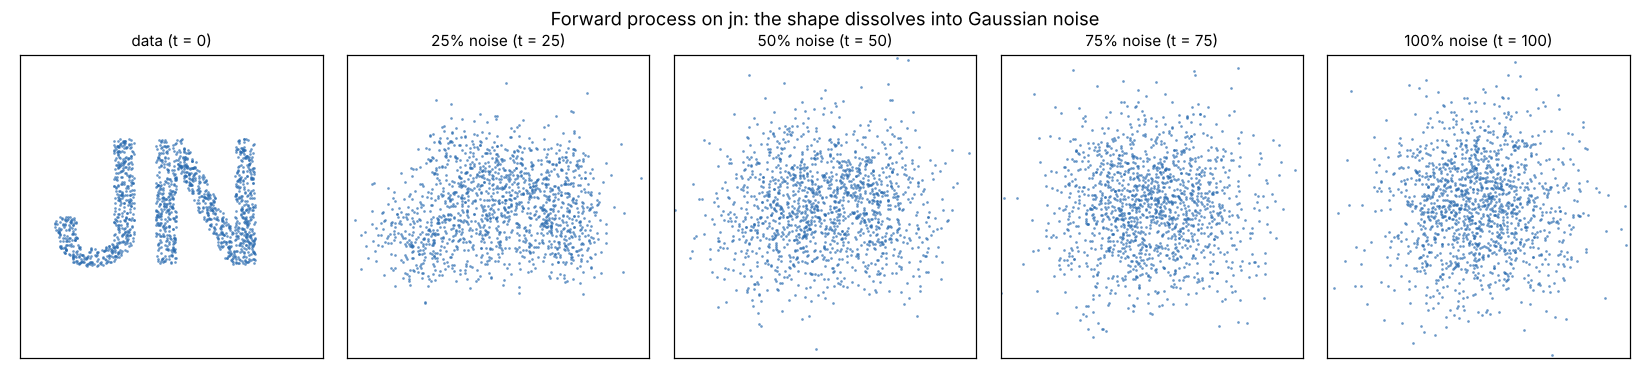 Forward process on jn: the shape dissolves into Gaussian noise
data (t = 0)
25% noise (t = 25)
50% noise (t = 50)
75% noise (t = 75)
100% noise (t = 100)
JN